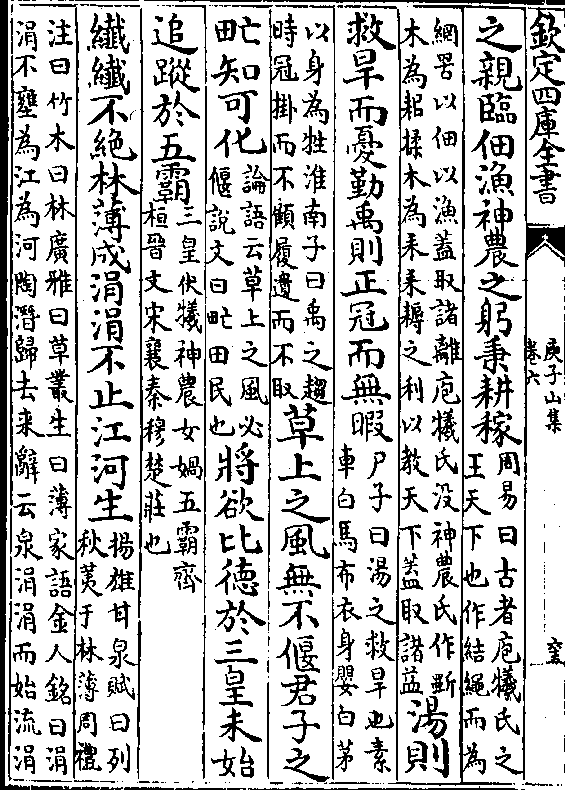 欽定四庫全書
庚子山集
卷六
之親臨佃漁神農之躬秉耕稼
周易曰古者庖犧氏之
王天下也作結繩而為
網罟以佃以漁蓋取諸離庖犧氏沒神農氏作斲
木為耜揉木為耒耒耨之利以教天下蓋取諸益
湯則
救旱而憂勤禹則正冠而無暇
尸子曰湯之救旱也素
車白馬布衣身嬰白茅
以身為牲淮南子曰禹之趨
時冠掛而不顧履遺而不取
草上之風無不偃君子之
甿知可化
論語云草上之風必
偃說文曰甿田民也
將欲比德於三皇未始
追蹤於五霸
三皇伏犧神農女媧五霸齊
桓晉文宋襄秦穆楚莊也
纖纖不絕林薄成涓涓不止江河生
揚雄甘泉賦曰列
秋荑于林薄周禮
注曰竹木曰林廣雅曰草叢生曰薄家語金人銘曰涓
涓不壅為江為河陶潛歸去來辭云泉涓涓而始流涓